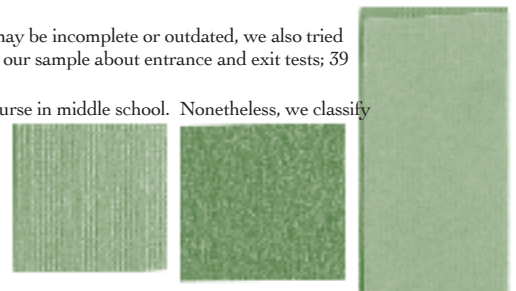 may be incomplete or outdated, we also tried
our sample about entrance and exit tests; 39
urse in middle school. Nonetheless, we classify